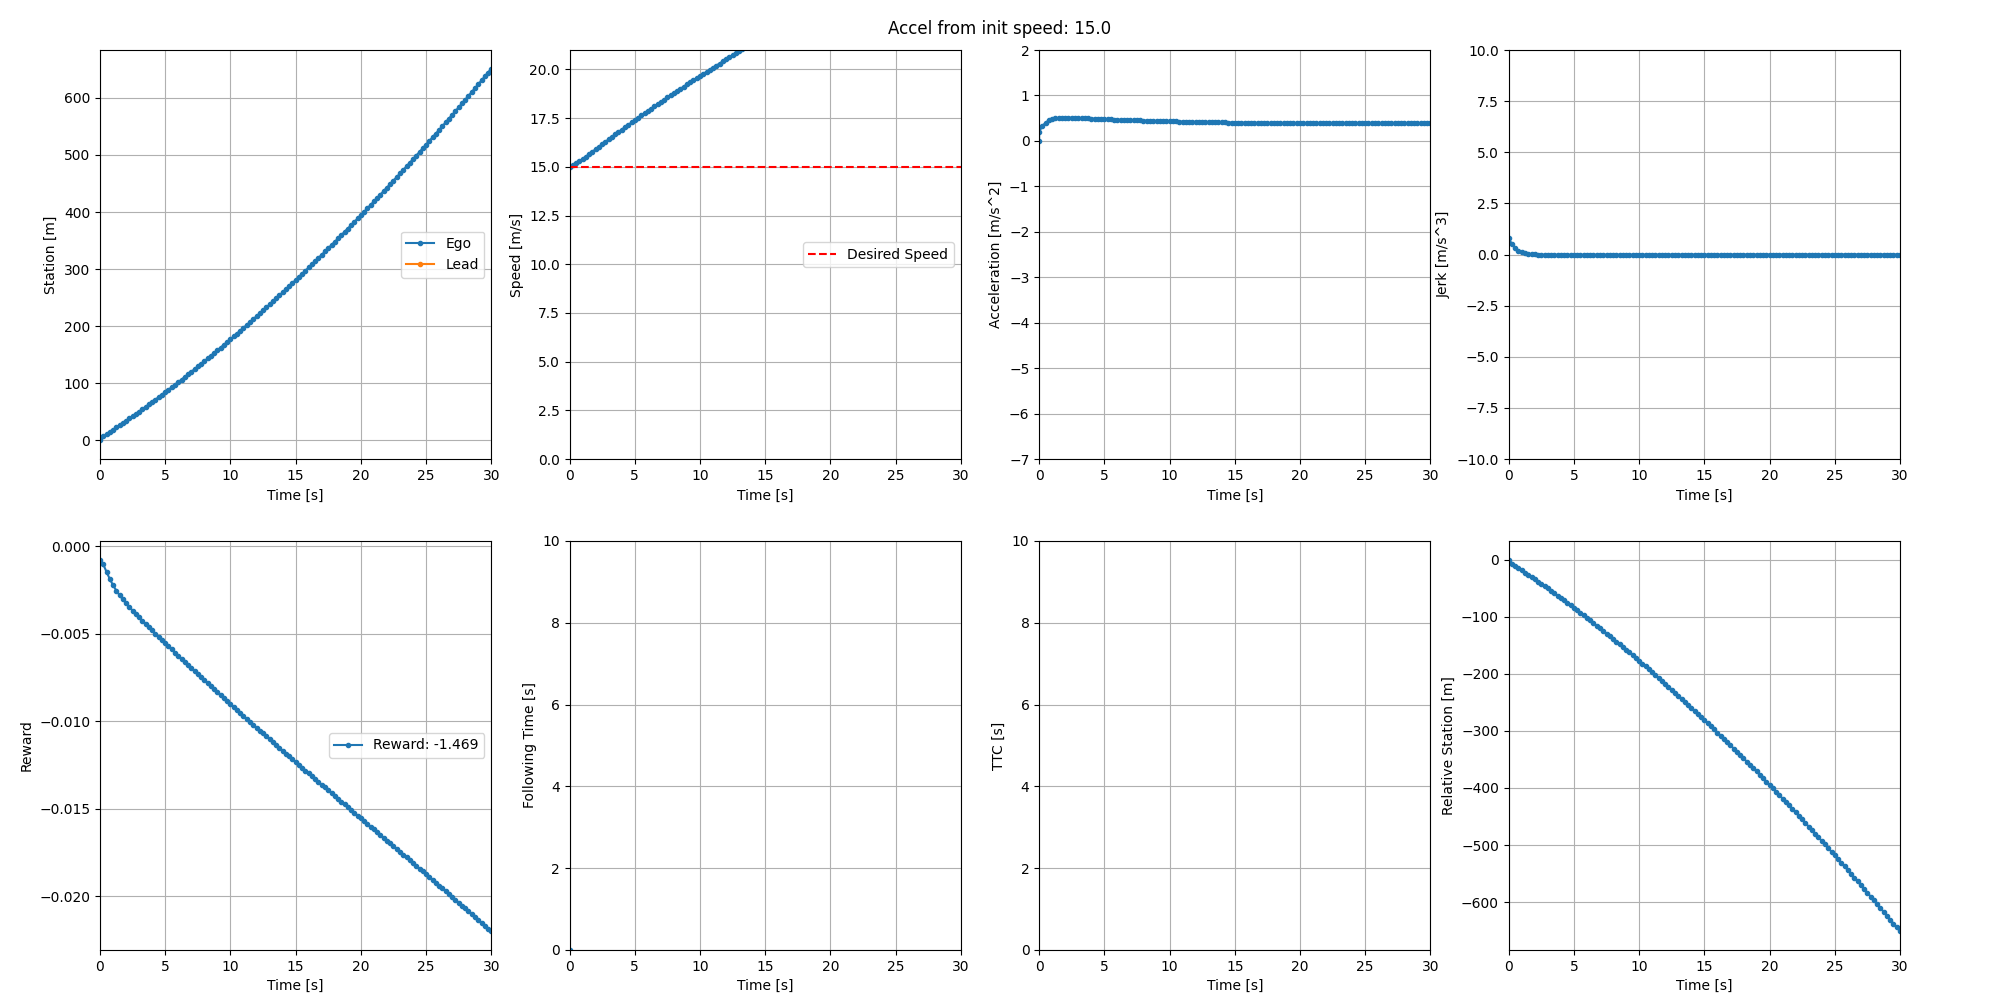 Accel from init speed: 15.0
Station [m]
600
500
400
300
200
100
0
Ego
Lead
0 5 10 15 20 25 30
Time [s]
Speed [m/s]
20.0
17.5
15.0
12.5
10.0
7.5
5.0
2.5
0.0
Desired Speed
0 5 10 15 20 25 30
Time [s]
Acceleration [m/s^2]
2
1
0
−1
−2
−3
−4
−5
−6
−7
0 5 10 15 20 25 30
Time [s]
Jerk [m/s^3]
10.0
7.5
5.0
2.5
0.0
−2.5
−5.0
−7.5
−10.0
0 5 10 15 20 25 30
Time [s]
Reward
0.000
−0.005
−0.010
−0.015
−0.020
Reward: -1.469
0 5 10 15 20 25 30
Time [s]
Following Time [s]
10
8
6
4
2
0
0 5 10 15 20 25 30
Time [s]
TTC [s]
10
8
6
4
2
0
0 5 10 15 20 25 30
Time [s]
Relative Station [m]
0
−100
−200
−300
−400
−500
−600
0 5 10 15 20 25 30
Time [s]